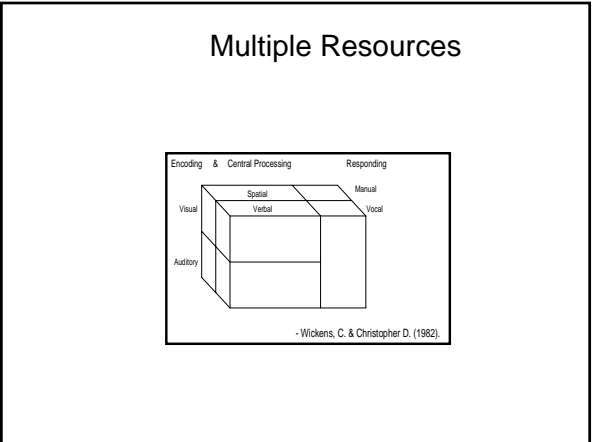 Multiple Resources
Encoding & Central Processing Responding
Spatial Manual
Visual Verbal Vocal
Auditory
- Wickens, C. & Christopher D. (1982).